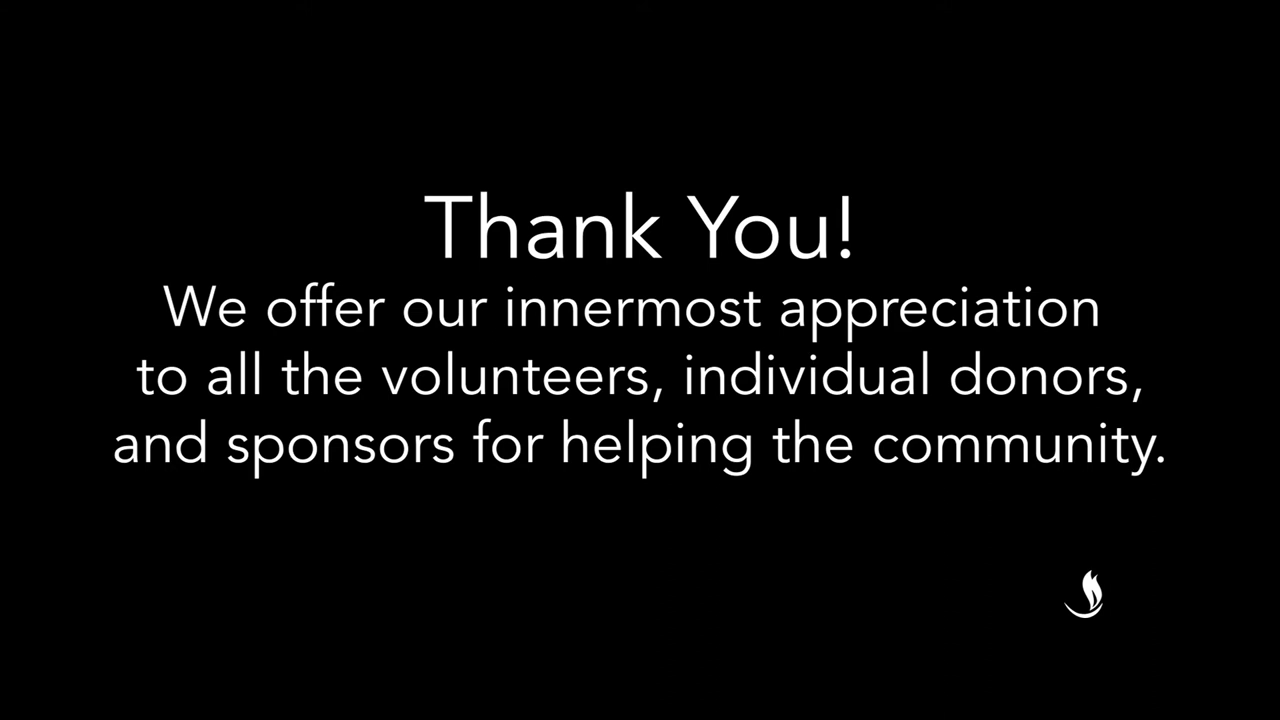 Thank You!
We offer our innermost appreciation
to all the volunteers, individual donors,
and sponsors for helping the community.